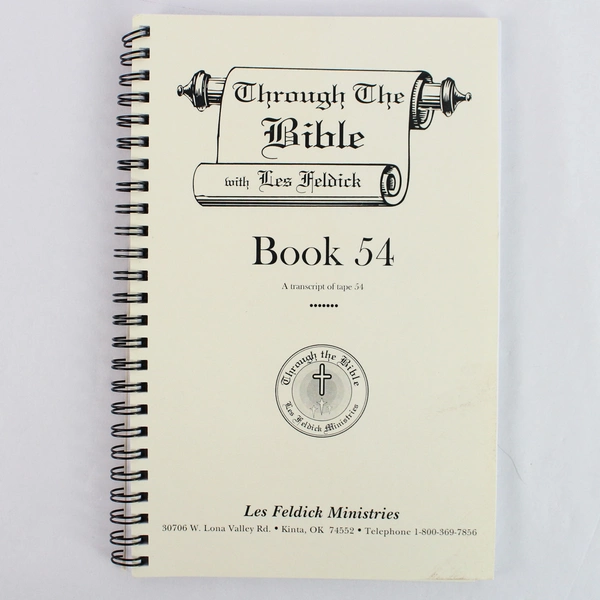 Through The
Bible
with Les Feldick
Book 54
A transcript of tape 54
Through the Bible
Les Feldick Ministries
Les Feldick Ministries
30706 W. Lona Valley Rd. • Kinta, OK 74552 • Telephone 1-800-369-7856